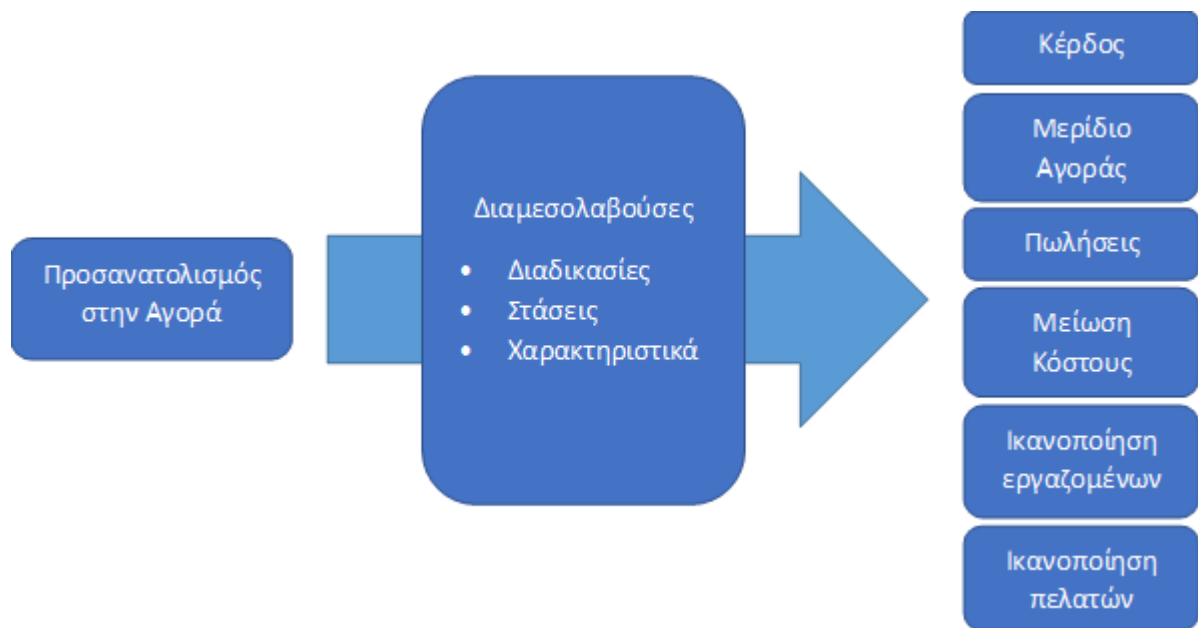 Προσανατολισμός
στην Αγορά
Διαμεσολαβούσες
• Διαδικασίες
• Στάσεις
• Χαρακτηριστικά
Κέρδος
Μερίδιο
Αγοράς
Πωλήσεις
Μείωση
Κόστους
Ικανοποίηση
εργαζομένων
Ικανοποίηση
πελατών